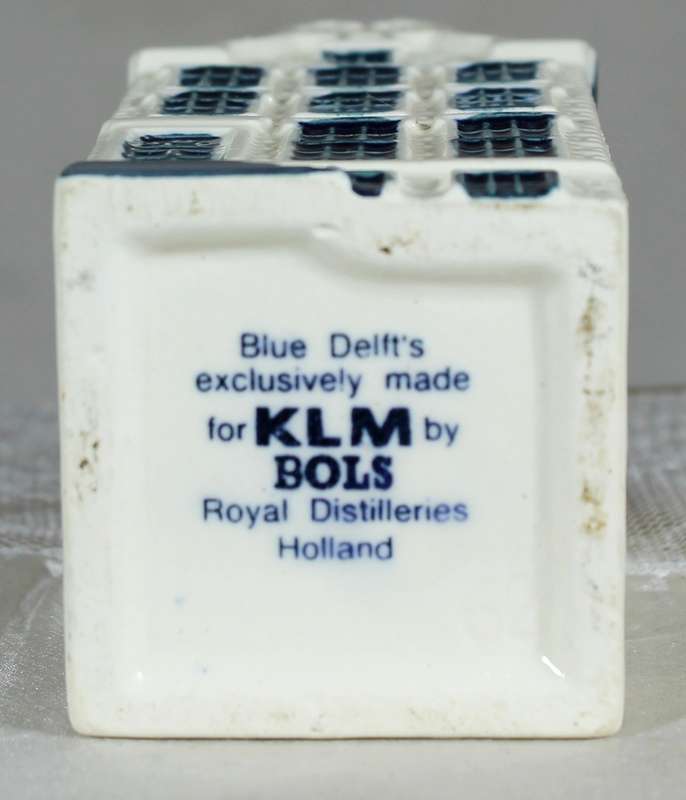 Blue Delft's
exclusively made
for KLM by
BOLS
Royal Distilleries
Holland